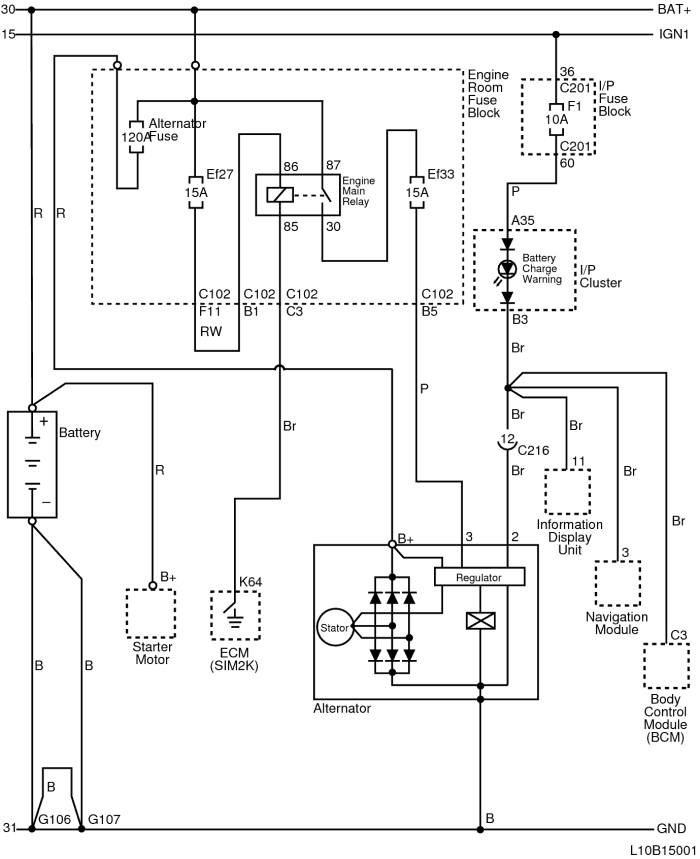 30
BAT+
15
IGN1
36
C201
I/P
Fuse
Block
F1
10A
C201
60
Engine
Room
Fuse
Block
Alternator
Fuse
120A
Ef27
15A
86
87
Engine
Main
Relay
85
30
Ef33
15A
P
A35
Battery
Charge
Warning
I/P
Cluster
B3
R
R
C102
C102
C102
C102
F11
B1
C3
B5
RW
Br
P
Br
Br
12
C216
Br
Br
Br
Br
+
Battery
–
R
11
Information
Display
Unit
B+
Starter
Motor
K64
ECM
(SIM2K)
B+
3
2
Regulator
Stator
Alternator
3
Navigation
Module
C3
Body
Control
Module
(BCM)
B
B
B
G106
G107
B
31
GND
L10B15001